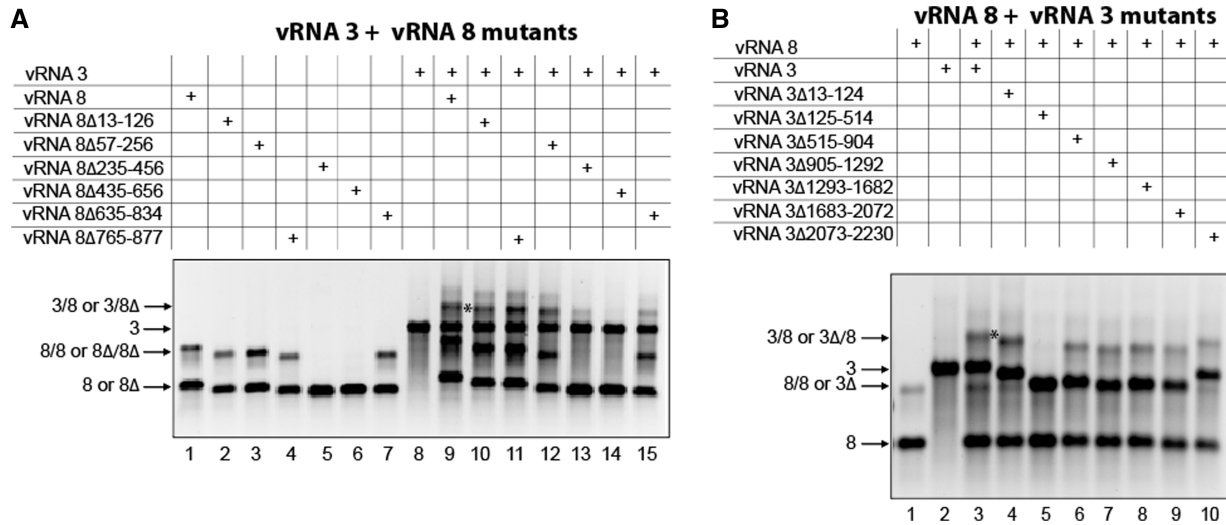 A
vRNA 3 + vRNA 8 mutants
vRNA 3 + + + + + + + +
vRNA 8 + +
vRNA 8Δ13-126 + +
vRNA 8Δ57-256 + +
vRNA 8Δ235-456 + +
vRNA 8Δ435-656 + +
vRNA 8Δ635-834 + +
vRNA 8Δ765-877 + +
3/8 or 3/8Δ *
3
8/8 or 8Δ/8Δ
8 or 8Δ
1 2 3 4 5 6 7 8 9 10 11 12 13 14 15
B
vRNA 8 + vRNA 3 mutants
vRNA 8 + + + + + + + + +
vRNA 3 + +
vRNA 3Δ13-124 +
vRNA 3Δ125-514 +
vRNA 3Δ515-904 +
vRNA 3Δ905-1292 +
vRNA 3Δ1293-1682 +
vRNA 3Δ1683-2072 +
vRNA 3Δ2073-2230 +
3/8 or 3Δ/8 *
3
8/8 or 3Δ
8
1 2 3 4 5 6 7 8 9 10